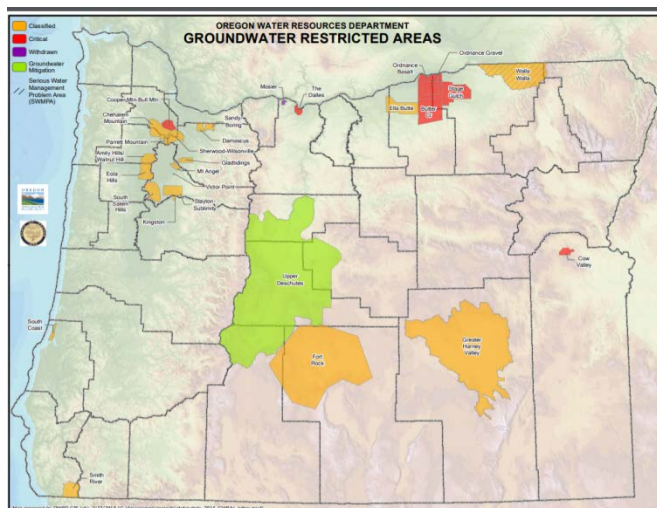 OREGON WATER RESOURCES DEPARTMENT
GROUNDWATER RESTRICTED AREAS
Classified
Critical
Withdrawn
Groundwater
Mitigation
Serious Water
Management
Problem Area
(SWMPA)
Ordnance Gravel
Ordnance
Basalt
Walla
Walla
Mosier
The
Dalles
Stage
Gulch
Ella Butte
Butter
Cr
Cooper Mtn Bull Mtn
Sandy
Boring
Chehalem
Mountain
Damascus
Parrett Mountain
Sherwood-Wilsonville
Gladtidings
Walnut Hill
Mt Angel
Eola
Hills
Victor Point
South
Salem
Hills
Stayton
Sublimity
Kingston
Cow
Valley
Upper
Deschutes
South
Coast
Greater
Harney
Valley
Fort
Rock
Smith
River